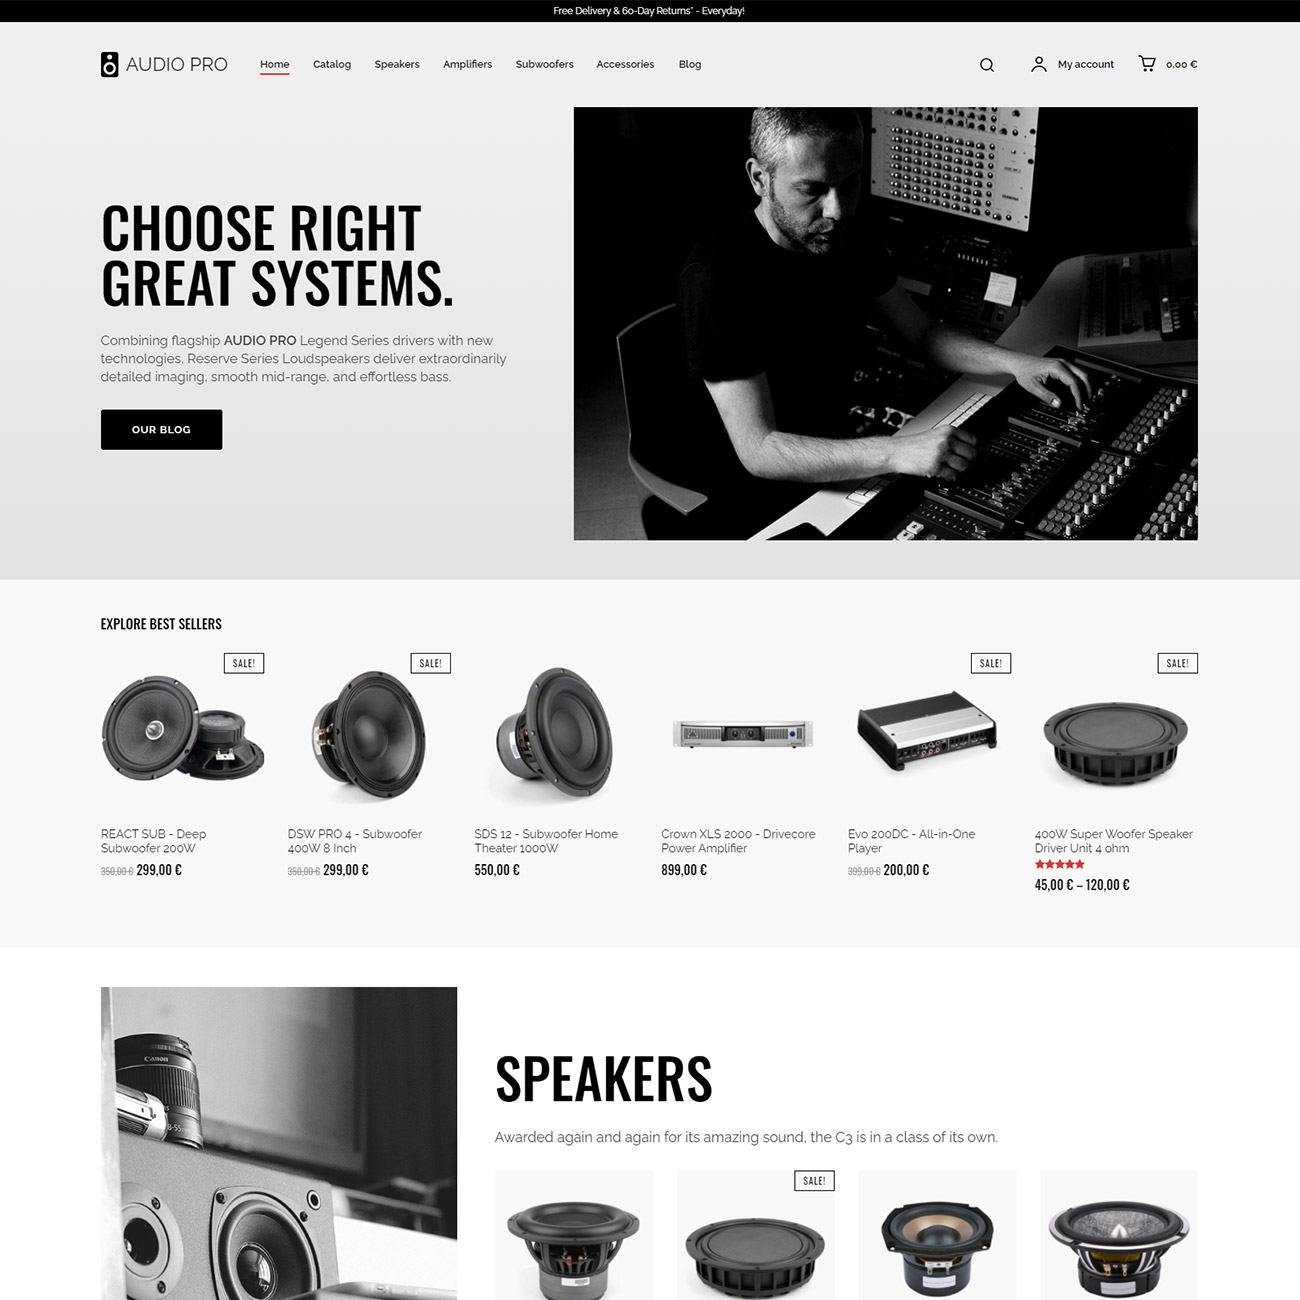 Free Delivery & 60-Day Returns* - Everyday!
AUDIO PRO
Home
Catalog
Speakers
Amplifiers
Subwoofers
Accessories
Blog
My account
0,00 €
CHOOSE RIGHT
GREAT SYSTEMS.
Combining flagship AUDIO PRO Legend Series drivers with new
technologies, Reserve Series Loudspeakers deliver extraordinarily
detailed imaging, smooth mid-range, and effortless bass.
OUR BLOG
EXPLORE BEST SELLERS
SALE!
REACT SUB - Deep
Subwoofer 200W
350,00 € 299,00 €
SALE!
DSW PRO 4 - Subwoofer
400W 8 Inch
350,00 € 299,00 €
SDS 12 - Subwoofer Home
Theater 1000W
550,00 €
Crown XLS 2000 - Drivecore
Power Amplifier
899,00 €
SALE!
Evo 200DC - All-in-One
Player
399,00 € 200,00 €
SALE!
400W Super Woofer Speaker
Driver Unit 4 ohm
45,00 € – 120,00 €
Canon
SPEAKERS
Awarded again and again for its amazing sound, the C3 is in a class of its own.
SALE!